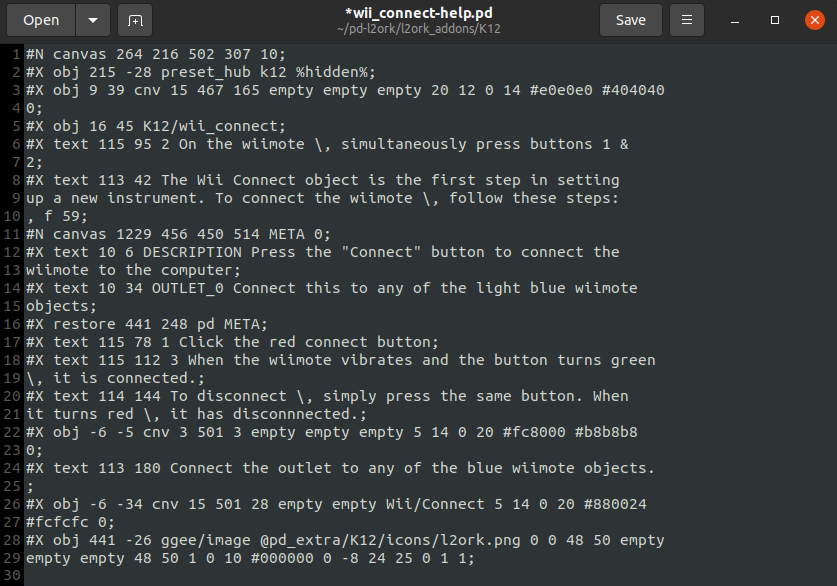 Open
*wii_connect-help.pd
~/pd-l2ork/l2ork_addons/K12
Save
1 #N canvas 264 216 502 307 10;
2 #X obj 215 -28 preset_hub k12 %hidden%;
3 #X obj 9 39 cnv 15 467 165 empty empty empty 20 12 0 14 #e0e0e0 #404040
4 0;
5 #X obj 16 45 K12/wii_connect;
6 #X text 115 95 2 On the wiimote \, simultaneously press buttons 1 &
7 2;
8 #X text 113 42 The Wii Connect object is the first step in setting
9 up a new instrument. To connect the wiimote \, follow these steps:
10 , f 59;
11 #N canvas 1229 456 450 514 META 0;
12 #X text 10 6 DESCRIPTION Press the "Connect" button to connect the
13 wiimote to the computer;
14 #X text 10 34 OUTLET_0 Connect this to any of the light blue wiimote
15 objects;
16 #X restore 441 248 pd META;
17 #X text 115 78 1 Click the red connect button;
18 #X text 115 112 3 When the wiimote vibrates and the button turns green
19 \, it is connected.;
20 #X text 114 144 To disconnect \, simply press the same button. When
21 it turns red \, it has disconnnected.;
22 #X obj -6 -5 cnv 3 501 3 empty empty empty 5 14 0 20 #fc8000 #b8b8b8
23 0;
24 #X text 113 180 Connect the outlet to any of the blue wiimote objects.
25 ;
26 #X obj -6 -34 cnv 15 501 28 empty empty Wii/Connect 5 14 0 20 #880024
27 #fcfcfc 0;
28 #X obj 441 -26 ggee/image @pd_extra/K12/icons/l2ork.png 0 0 48 50 empty
29 empty empty 48 50 1 0 10 #000000 0 -8 24 25 0 1 1;
30